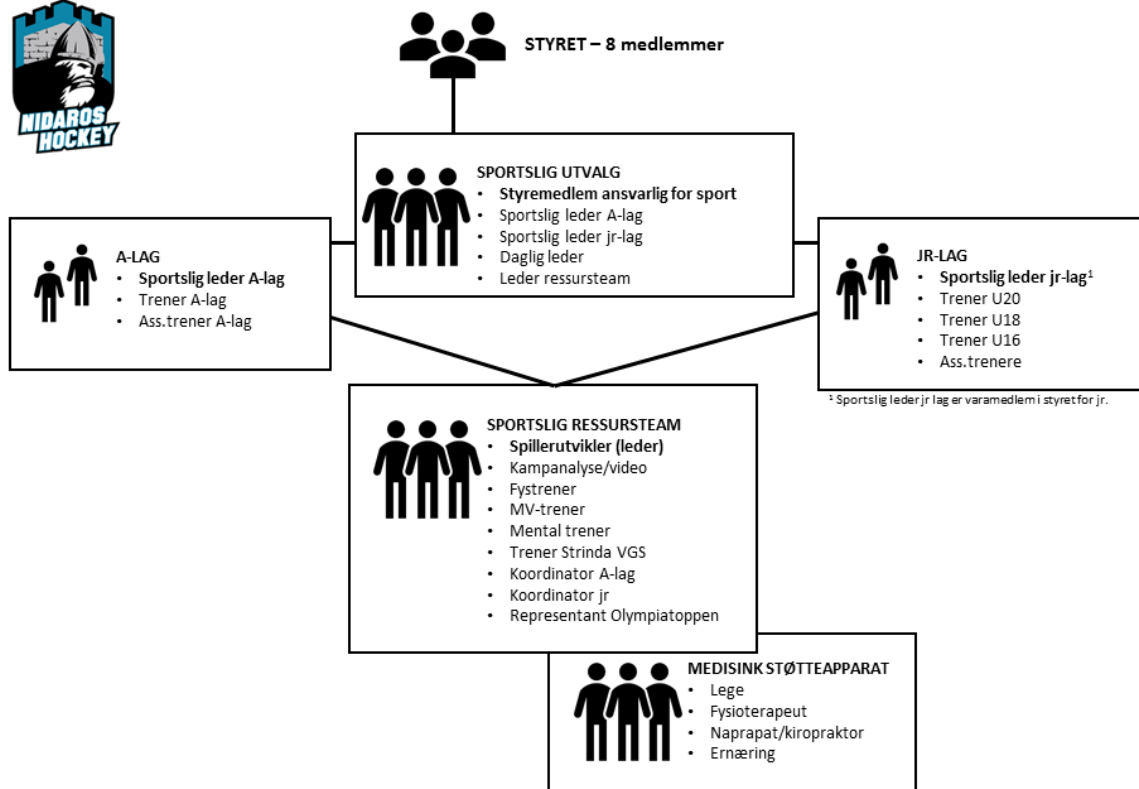 NIDAROS
HOCKEY
STYRET – 8 medlemmer
SPORTSLIG UTVALG
• Styremedlem ansvarlig for sport
• Sportslig leder A-lag
• Sportslig leder jr-lag
• Daglig leder
• Leder ressursteam
A-LAG
• Sportslig leder A-lag
• Trener A-lag
• Ass.trener A-lag
JR-LAG
• Sportslig leder jr-lag¹
• Trener U20
• Trener U18
• Trener U16
• Ass.trenere
¹ Sportslig leder jr lag er varamedlem i styret for jr.
SPORTSLIG RESSURSTEAM
• Spillerutvikler (leder)
• Kampanalyse/video
• Fystrener
• MV-trener
• Mental trener
• Trener Strinda VGS
• Koordinator A-lag
• Koordinator jr
• Representant Olympiatoppen
MEDISINK STØTTEAPPARAT
• Lege
• Fysioterapeut
• Naprapat/kiropraktor
• Ernæring